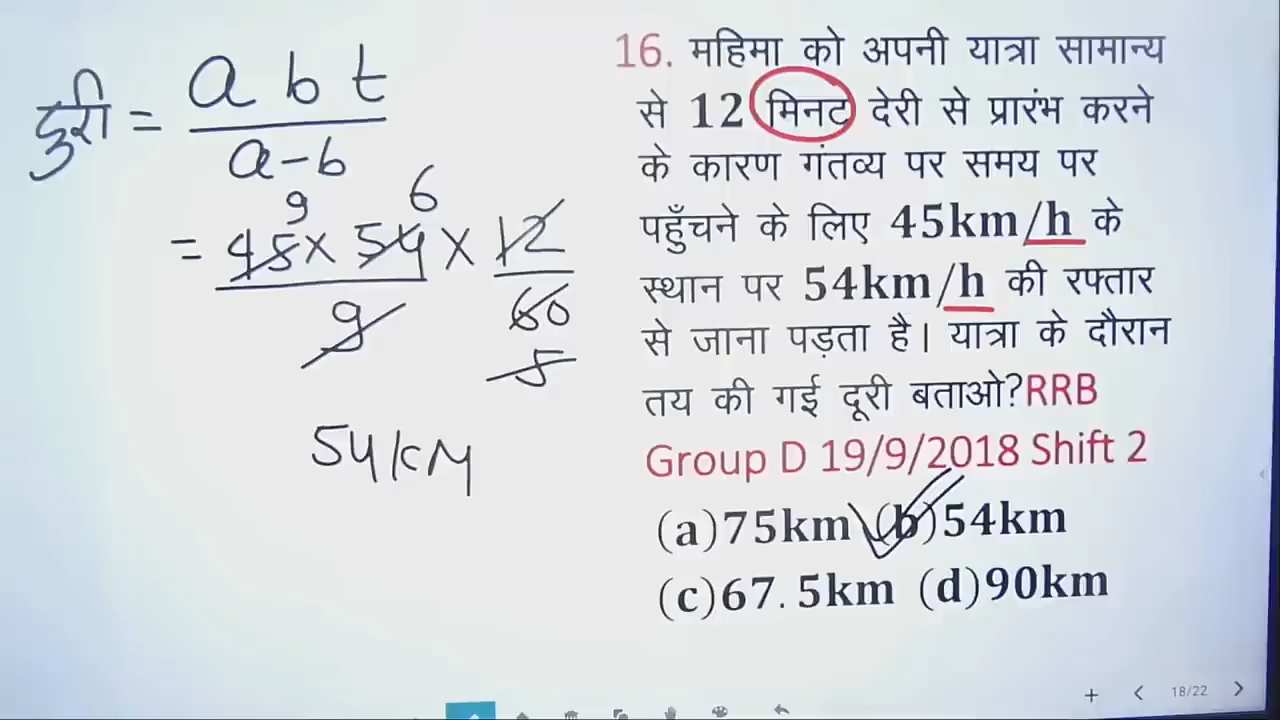 दुरी = a b t
a-b
9 6
= 45 × 54 × 12
9 60
5
54 KM
16. महिमा को अपनी यात्रा सामान्य
से 12 मिनट देरी से प्रारंभ करने
के कारण गंतव्य पर समय पर
पहुँचने के लिए 45km/h के
स्थान पर 54km/h की रफ्तार
से जाना पड़ता है। यात्रा के दौरान
तय की गई दूरी बताओ?RRB
Group D 19/9/2018 Shift 2
(a)75km (b)54km
(c)67.5km (d)90km
18/22